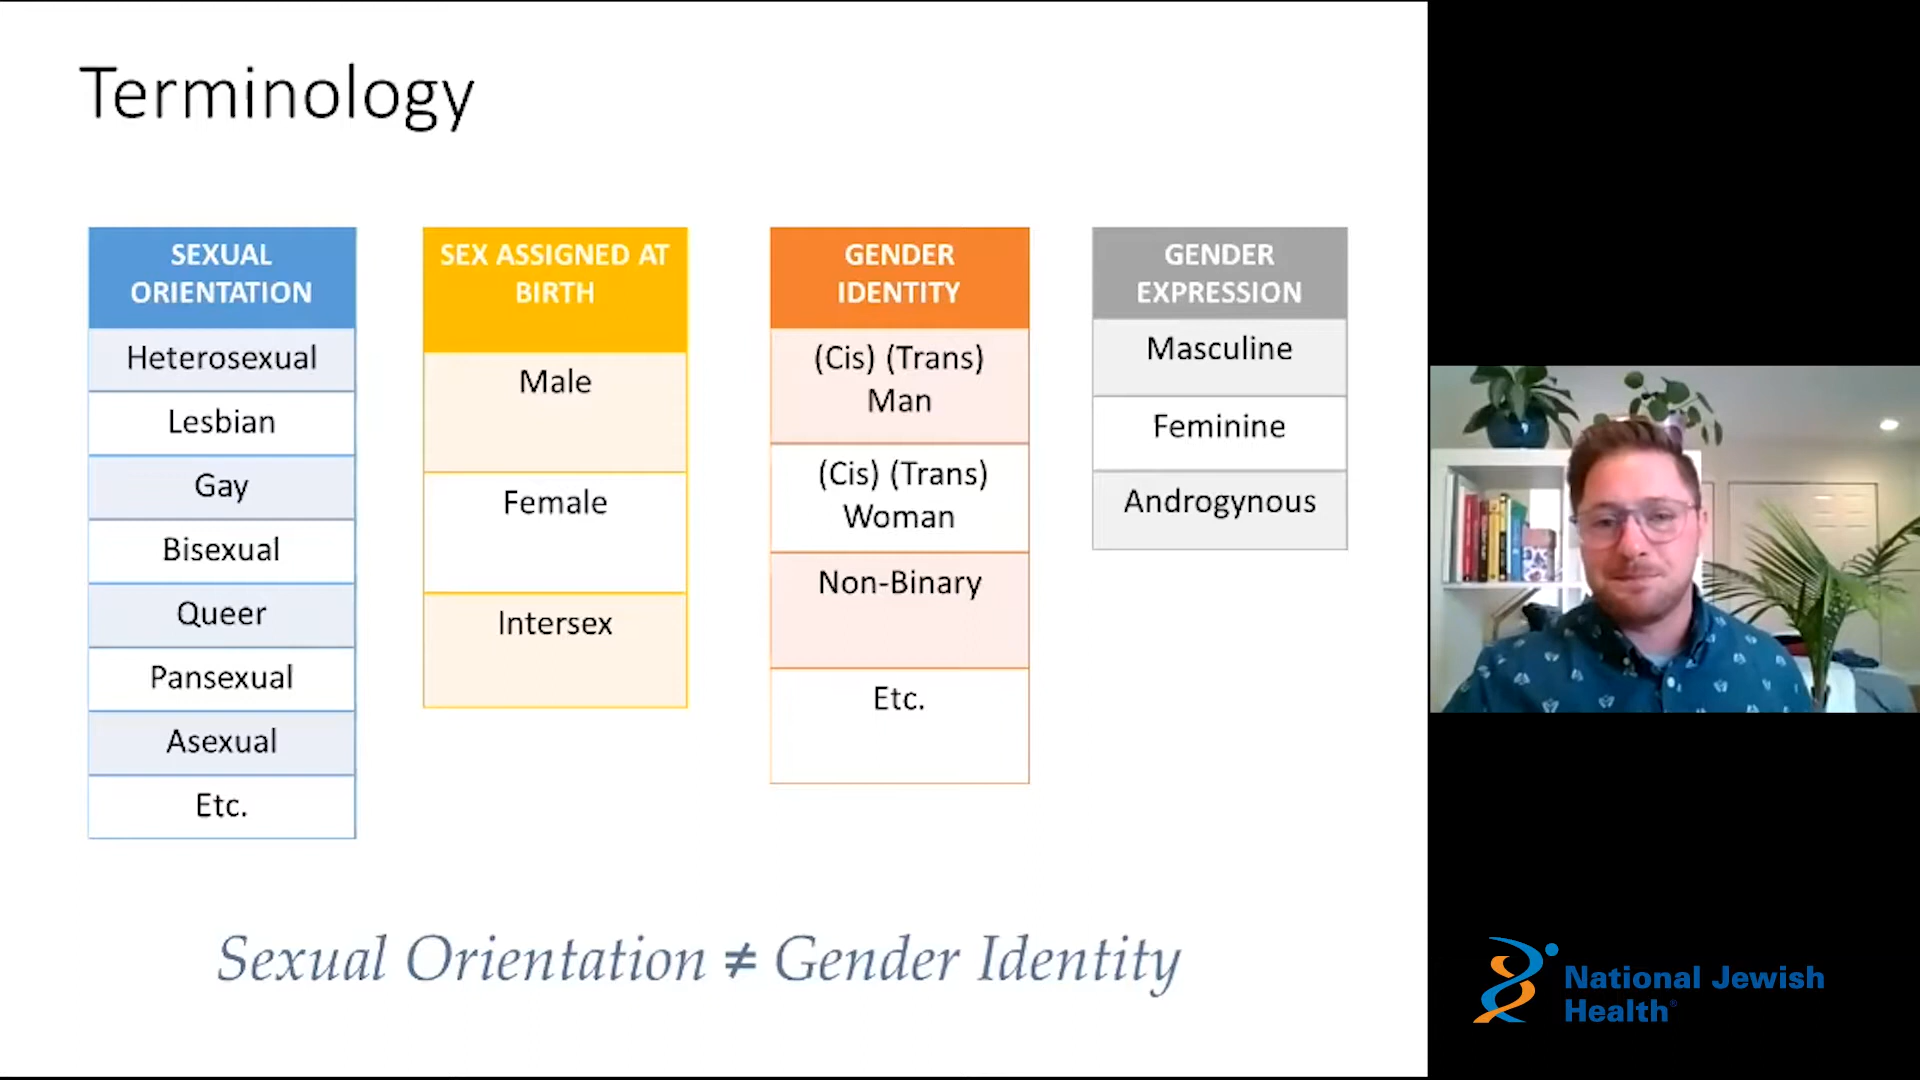 Terminology
SEXUAL
ORIENTATION
Heterosexual
Lesbian
Gay
Bisexual
Queer
Pansexual
Asexual
Etc.
SEX ASSIGNED AT
BIRTH
Male
Female
Intersex
GENDER
IDENTITY
(Cis) (Trans)
Man
(Cis) (Trans)
Woman
Non-Binary
Etc.
GENDER
EXPRESSION
Masculine
Feminine
Androgynous
Sexual Orientation ≠ Gender Identity
National Jewish
Health®